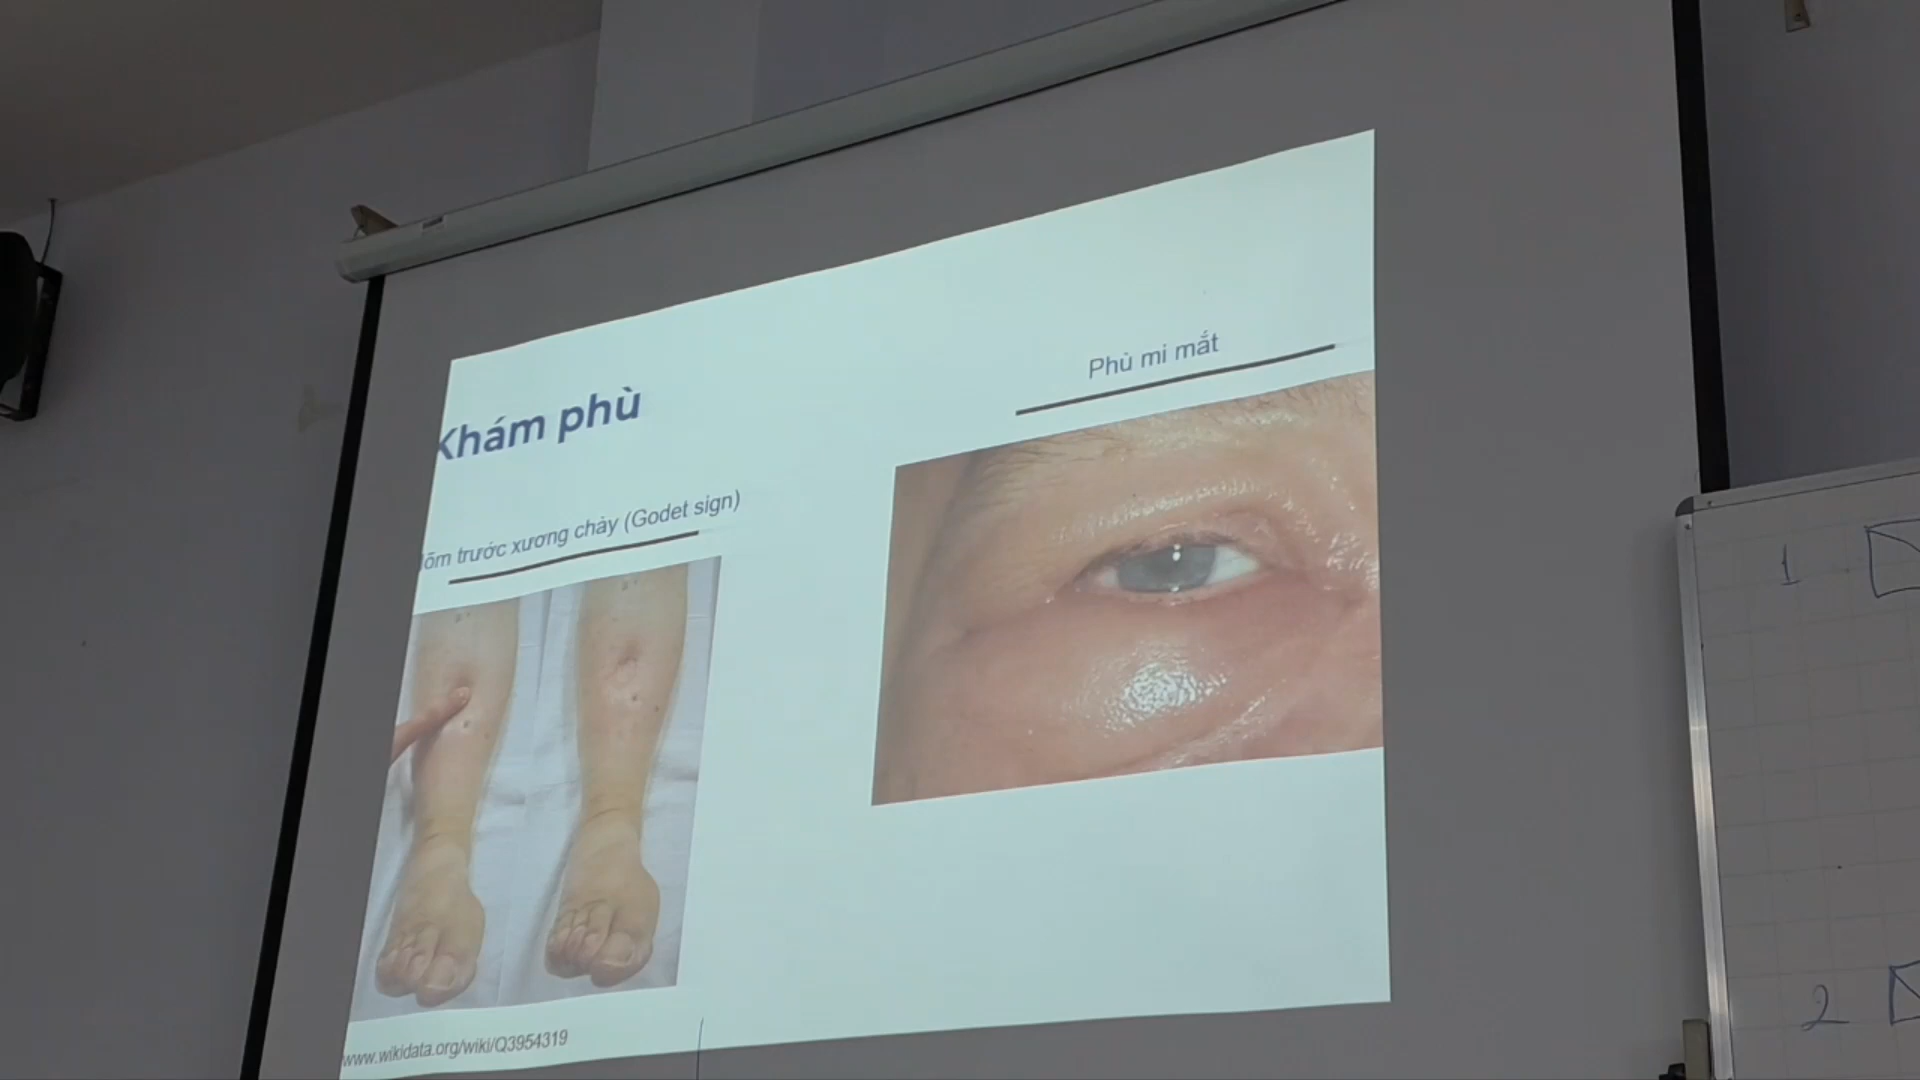 Khám phù
lõm trước xương chày (Godet sign)
Phù mi mắt
www.wikidata.org/wiki/Q3954319
1
2